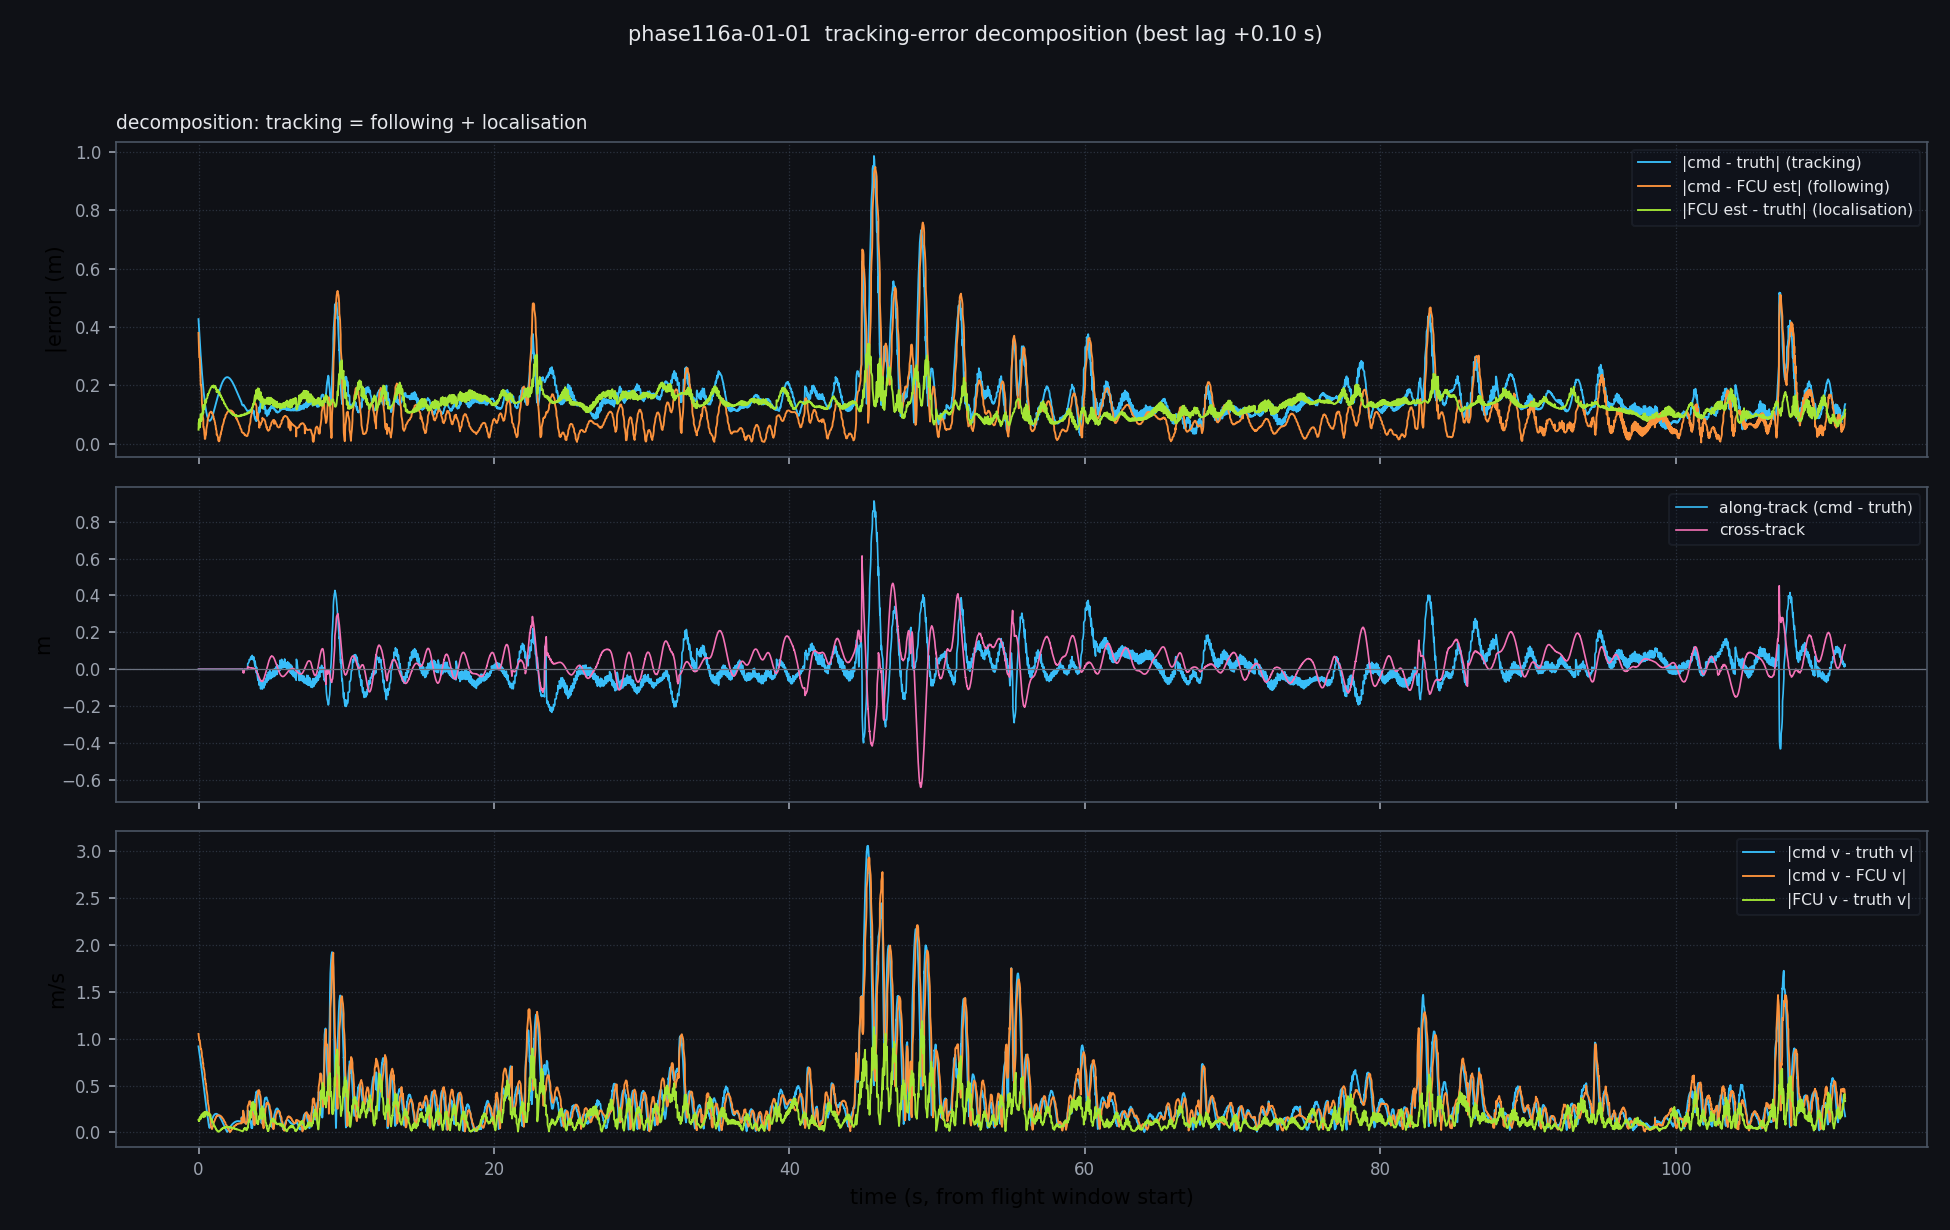 phase116a-01-01  tracking-error decomposition (best lag +0.10 s)
decomposition: tracking = following + localisation
1.0
0.8
0.6
0.4
0.2
0.0
|error| (m)
|cmd - truth| (tracking)
|cmd - FCU est| (following)
|FCU est - truth| (localisation)
0.8
0.6
0.4
0.2
0.0
−0.2
−0.4
−0.6
m
along-track (cmd - truth)
cross-track
3.0
2.5
2.0
1.5
1.0
0.5
0.0
m/s
|cmd v - truth v|
|cmd v - FCU v|
|FCU v - truth v|
0 20 40 60 80 100
time (s, from flight window start)